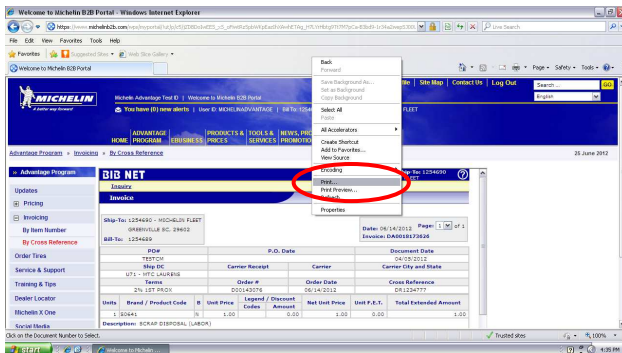 Welcome to Michelin B2B Portal - Windows Internet Explorer
File Edit View Favorites Tools Help
Favorites Suggested Sites Web Slice Gallery
Live Search
Welcome to Michelin B2B Portal
Page Safety Tools
MICHELIN
A better way forward
Michelin Advantage Test ID | Welcome to Michelin B2B Portal
Site Map | Contact Us | Log Out
Search ...
GO
You have (0) new alerts | User ID: MICHELINADVANTAGE | Bill To:
FLEET
English
HOME
ADVANTAGE PROGRAM
EBUSINESS
PRODUCTS & PRICES
TOOLS & SERVICES
Advantage Program » Invoicing » By Cross Reference
25 June 2012
Back
Forward
Save Background As...
Set as Background
Copy Background
Select All
Paste
All Accelerators
Create Shortcut
Add to Favorites...
View Source
Encoding
Print...
Print Preview...
Refresh
Properties
» Advantage Program
Updates
Pricing
Invoicing
By Item Number
By Cross Reference
Order Tires
Service & Support
Training & Tips
Dealer Locator
Michelin X One
Social Media
BIB NET
Ship-To: 1254690
Inquiry
Invoice
Ship-To: 1254690 - MICHELIN FLEET
GREENVILLE SC. 29602
Bill-To: 1254689
Date: 06/14/2012 Page: 1 of 1
Invoice: DA0018173626
PO# P.O. Date Document Date
TESTCM 04/03/2012
Ship DC Carrier Receipt Carrier Carrier City and State
U71 - MTC LAURENS
Terms Order # Order Date Cross Reference
2% 1ST PROX D00143076 06/14/2012 DR1234777
Units Brand / Product Code B Unit Price Legend / Discount Codes Amount Net Unit Price Unit F.E.T. Total Extended Amount
1 50641 N 1.00 0.00 1.00 0.00 1.00
Description: SCRAP DISPOSAL (LABOR)
Click on the Document Number to Select.
Trusted sites
100%
start
Welcome to Michelin ...
4:35 PM